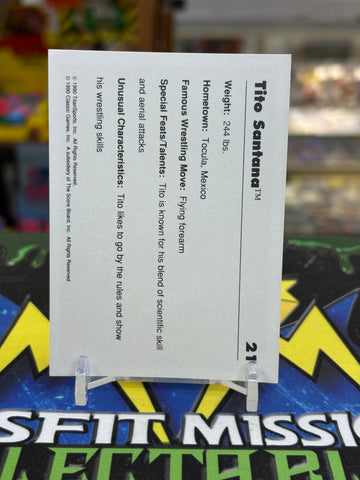 Tito Santana™ 21
Weight: 244 lbs.
Hometown: Tocula, Mexico
Famous Wrestling Move: Flying forearm
Special Feats/Talents: Tito is known for his blend of scientific skill
and aerial attacks
Unusual Characteristics: Tito likes to go by the rules and show
his wrestling skills
© 1990 TitanSports, Inc. All Rights Reserved.
© 1990 Classic Games, Inc. A subsidiary of The Score Board, Inc. All Rights Reserved
SFIT MISSI
LECTABL